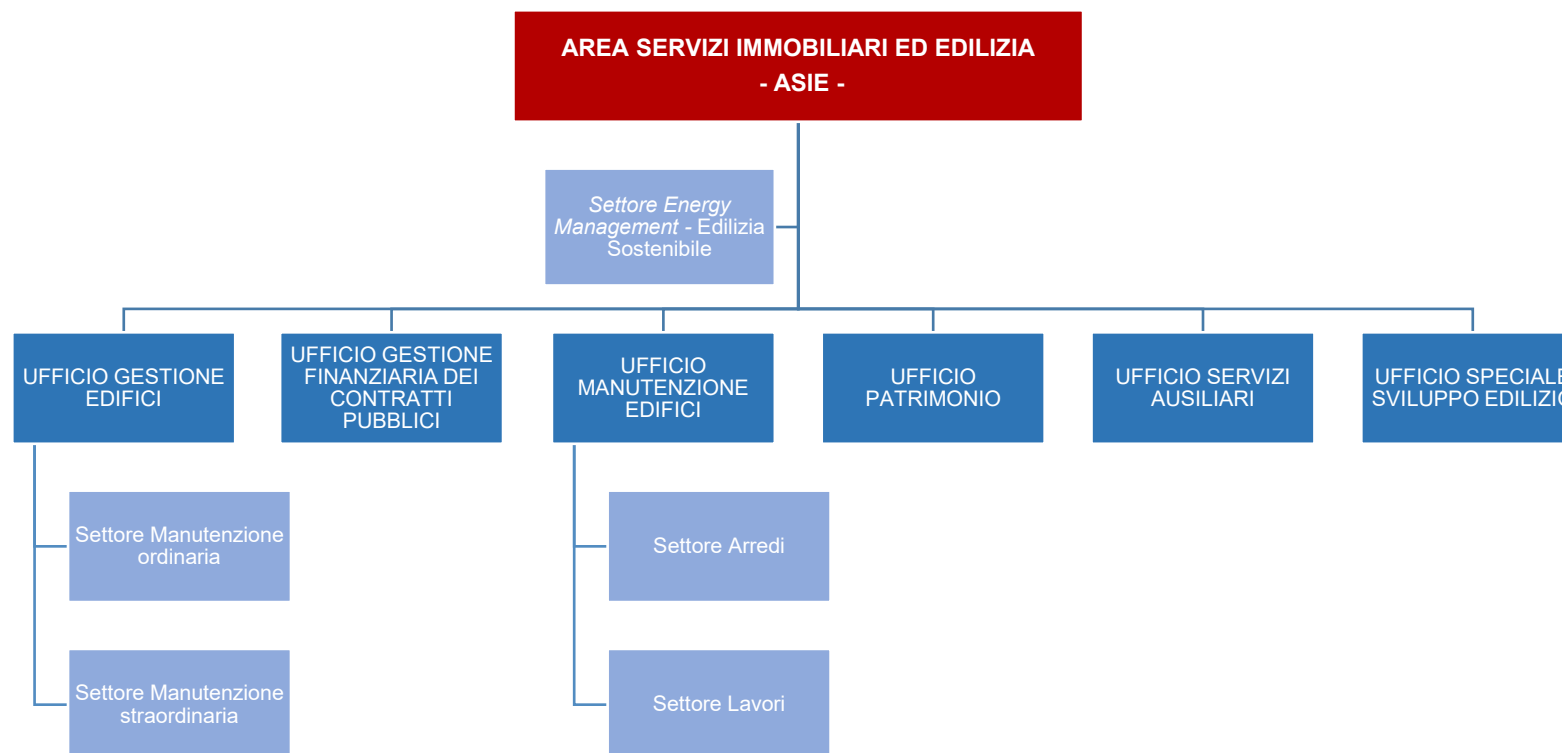 AREA SERVIZI IMMOBILIARI ED EDILIZIA
- ASIE -
Settore Energy
Management - Edilizia
Sostenibile
UFFICIO GESTIONE
EDIFICI
UFFICIO GESTIONE
FINANZIARIA DEI
CONTRATTI
PUBBLICI
UFFICIO
MANUTENZIONE
EDIFICI
UFFICIO
PATRIMONIO
UFFICIO SERVIZI
AUSILIARI
UFFICIO SPECIALE
SVILUPPO EDILIZIO
Settore Manutenzione
ordinaria
Settore Arredi
Settore Manutenzione
straordinaria
Settore Lavori